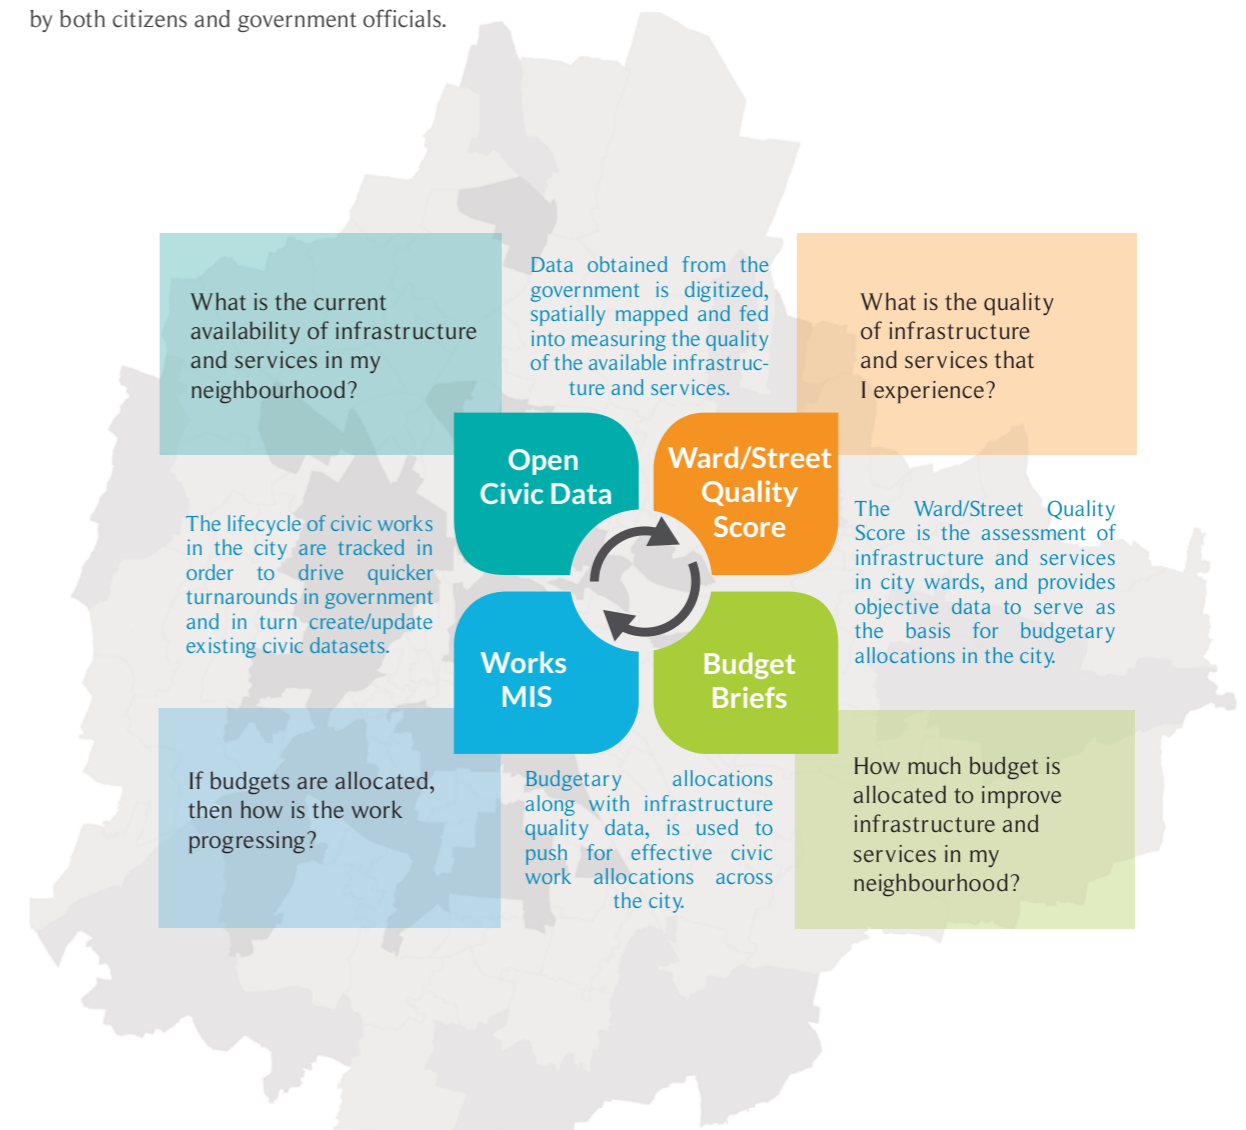 by both citizens and government officials.
What is the current
availability of infrastructure
and services in my
neighbourhood?
Data obtained from the
government is digitized,
spatially mapped and fed
into measuring the quality
of the available infrastruc-
ture and services.
What is the quality
of infrastructure
and services that
I experience?
Open
Civic Data
Ward/Street
Quality
Score
The lifecycle of civic works
in the city are tracked in
order to drive quicker
turnarounds in government
and in turn create/update
existing civic datasets.
The Ward/Street Quality
Score is the assessment of
infrastructure and services
in city wards, and provides
objective data to serve as
the basis for budgetary
allocations in the city.
Works
MIS
Budget
Briefs
If budgets are allocated,
then how is the work
progressing?
Budgetary allocations
along with infrastructure
quality data, is used to
push for effective civic
work allocations across
the city.
How much budget is
allocated to improve
infrastructure and
services in my
neighbourhood?